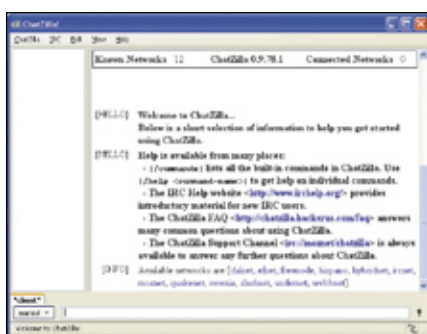 ChatZilla!
ChatZilla IRC Edit View Help
Known Networks 12 ChatZilla 0.9.78.1 Connected Networks 0
[HELLO] Welcome to ChatZilla...
Below is a short selection of information to help you get started
using ChatZilla.
[HELLO] Help is available from many places:
- (/commands) lists all the built-in commands in ChatZilla. Use
(/help <command-name>) to get help on individual commands.
- The IRC Help website <http://www.irchelp.org/> provides
introductory material for new IRC users.
- The ChatZilla FAQ <http://chatzilla.hacksrus.com/faq> answers
many common questions about using ChatZilla.
- The ChatZilla Support Channel <irc://moznet/chatzilla> is always
available to answer any further questions about ChatZilla.
[INFO] Available networks are [dalnet, efnet, freenode, hispano, hybridnet, ircnet,
moznet, quakenet, serenia, slashnet, undernet, webbnet]
*client*
Welcome to ChatZilla